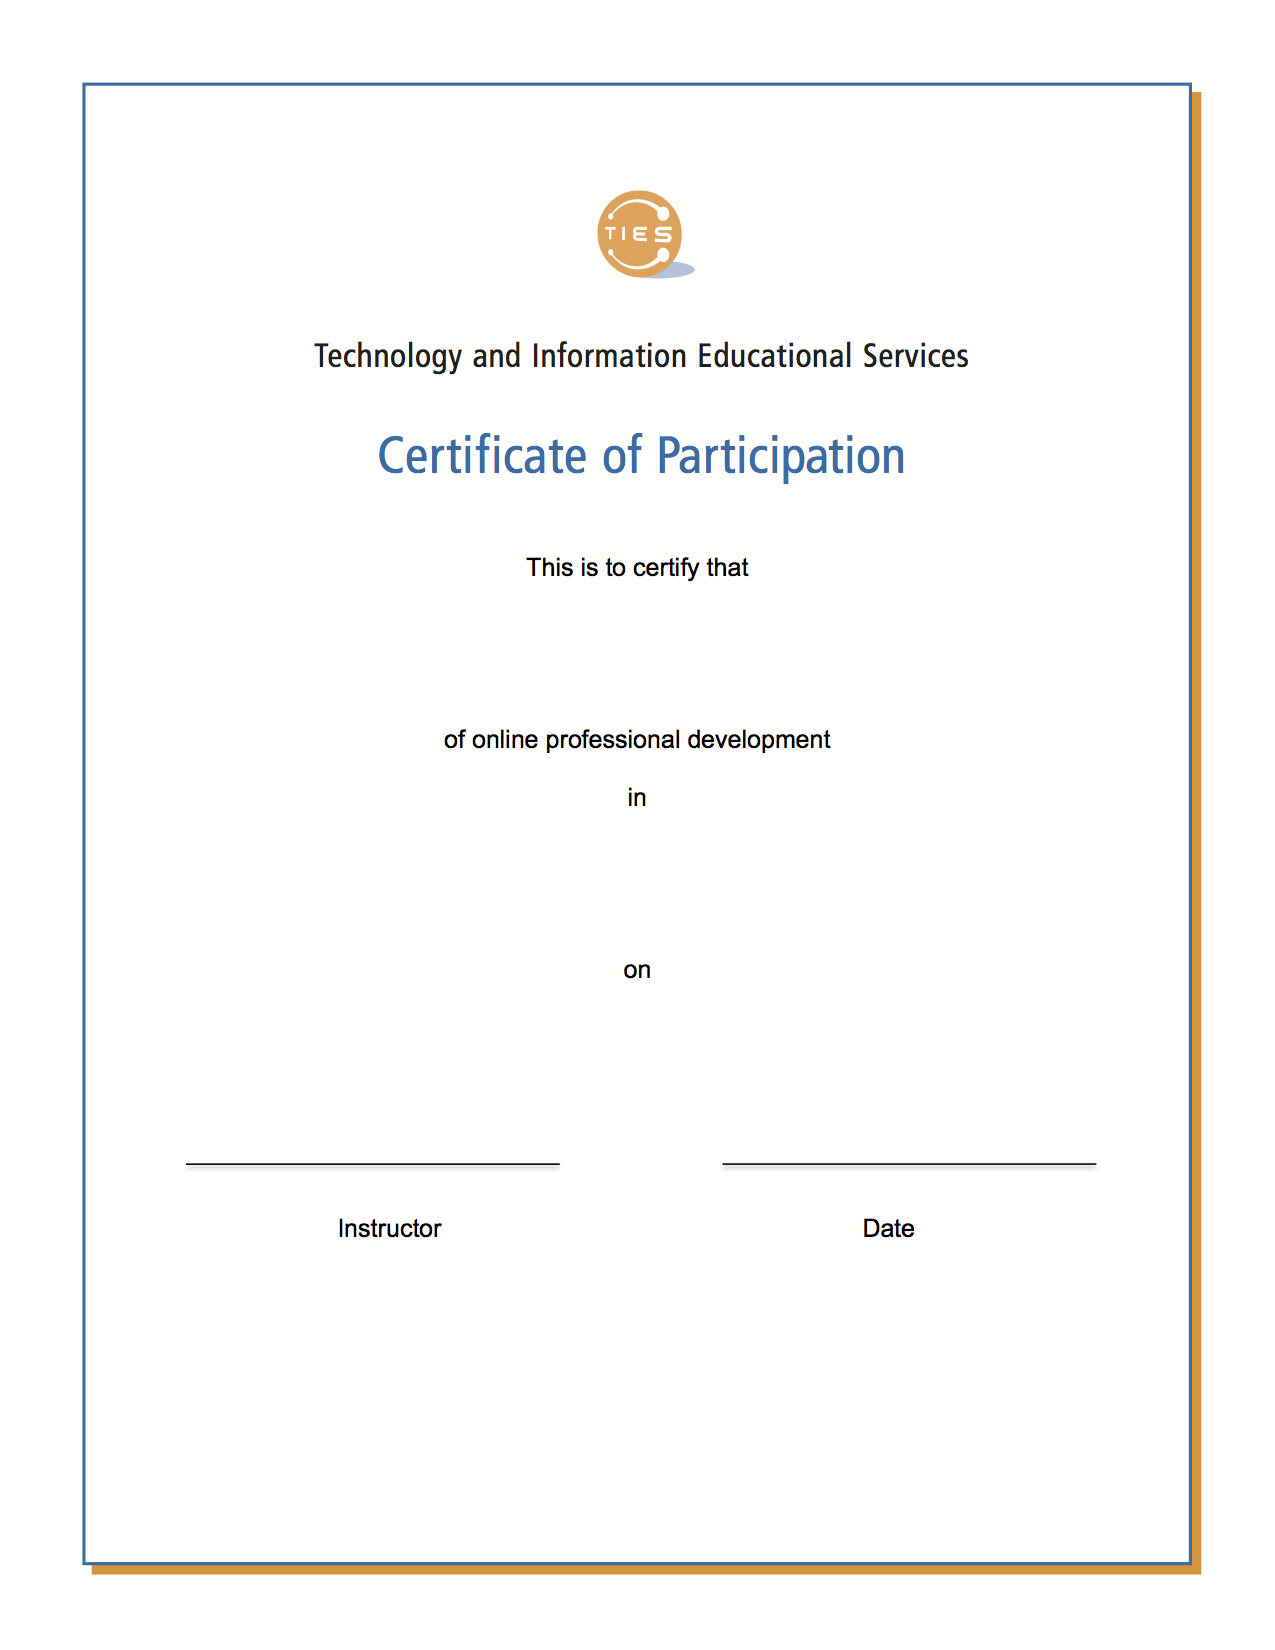 TIES
Technology and Information Educational Services
Certificate of Participation
This is to certify that
of online professional development
in
on
Instructor Date